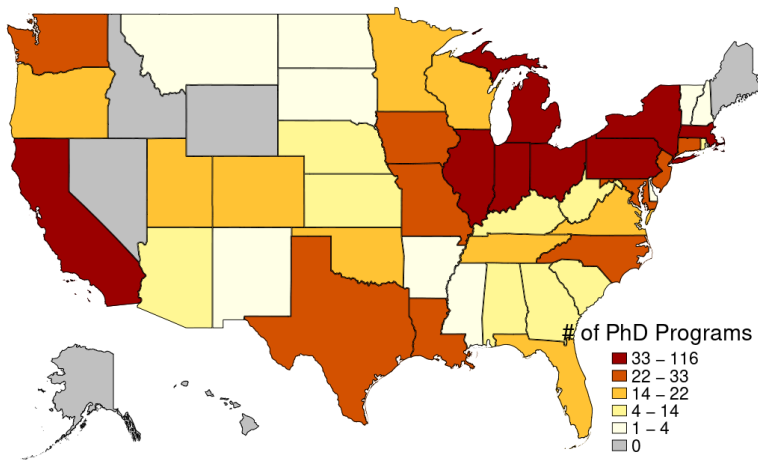 # of PhD Programs
33 – 116
22 – 33
14 – 22
4 – 14
1 – 4
0